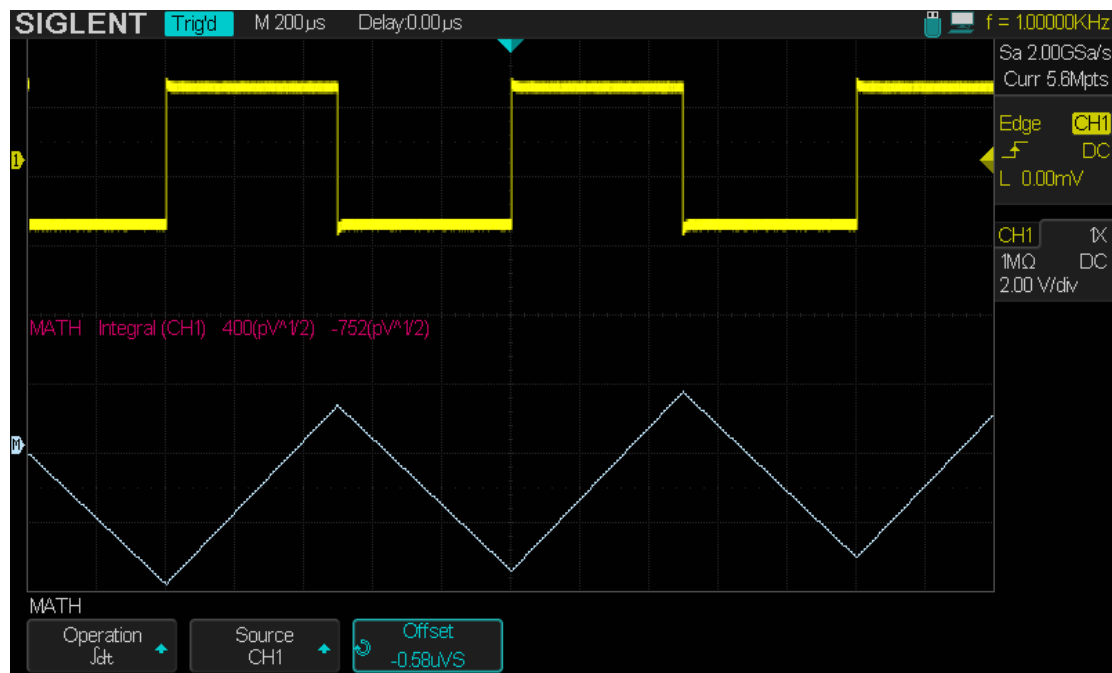 SIGLENT Trig'd M 200µs Delay:0.00µs f = 1.00000KHz
Sa 2.00GSa/s
Curr 5.6Mpts
Edge CH1
DC
L 0.00mV
1
CH1 1X
1MΩ DC
2.00 V/div
MATH Integral (CH1) 400(pV^1/2) -752(pV^1/2)
M
MATH
Operation
∫dt
Source
CH1
Offset
-0.58uVS